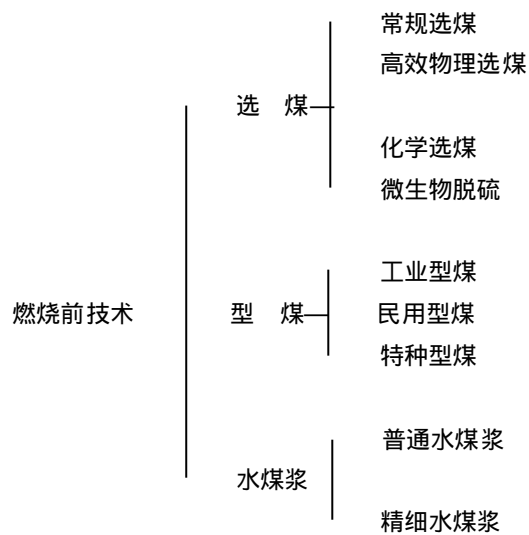 常规选煤
高效物理选煤
选 煤
化学选煤
微生物脱硫
工业型煤
燃烧前技术
型 煤
民用型煤
特种型煤
普通水煤浆
水煤浆
精细水煤浆